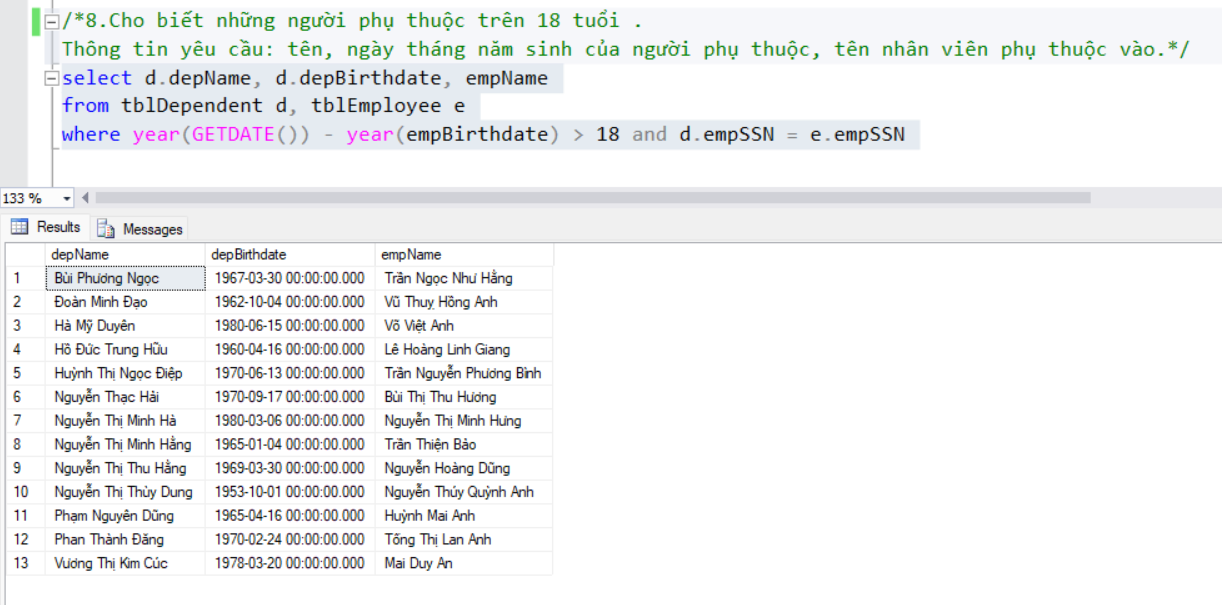 /*8.Cho biết những người phụ thuộc trên 18 tuổi .
Thông tin yêu cầu: tên, ngày tháng năm sinh của người phụ thuộc, tên nhân viên phụ thuộc vào.*/
select d.depName, d.depBirthdate, empName
from tblDependent d, tblEmployee e
where year(GETDATE()) - year(empBirthdate) > 18 and d.empSSN = e.empSSN
133 %
Results Messages
depName depBirthdate empName
1 Bùi Phương Ngọc 1967-03-30 00:00:00.000 Trần Ngọc Như Hằng
2 Đoàn Minh Đạo 1962-10-04 00:00:00.000 Vũ Thuỵ Hồng Anh
3 Hà Mỹ Duyên 1980-06-15 00:00:00.000 Võ Việt Anh
4 Hồ Đức Trung Hữu 1960-04-16 00:00:00.000 Lê Hoàng Linh Giang
5 Huỳnh Thị Ngọc Điệp 1970-06-13 00:00:00.000 Trần Nguyễn Phương Bình
6 Nguyễn Thạc Hải 1970-09-17 00:00:00.000 Bùi Thị Thu Hương
7 Nguyễn Thị Minh Hà 1980-03-06 00:00:00.000 Nguyễn Thị Minh Hưng
8 Nguyễn Thị Minh Hằng 1965-01-04 00:00:00.000 Trần Thiện Bảo
9 Nguyễn Thị Thu Hằng 1969-03-30 00:00:00.000 Nguyễn Hoàng Dũng
10 Nguyễn Thị Thùy Dung 1953-10-01 00:00:00.000 Nguyễn Thúy Quỳnh Anh
11 Phạm Nguyên Dũng 1965-04-16 00:00:00.000 Huỳnh Mai Anh
12 Phan Thành Đăng 1970-02-24 00:00:00.000 Tống Thị Lan Anh
13 Vương Thị Kim Cúc 1978-03-20 00:00:00.000 Mai Duy An